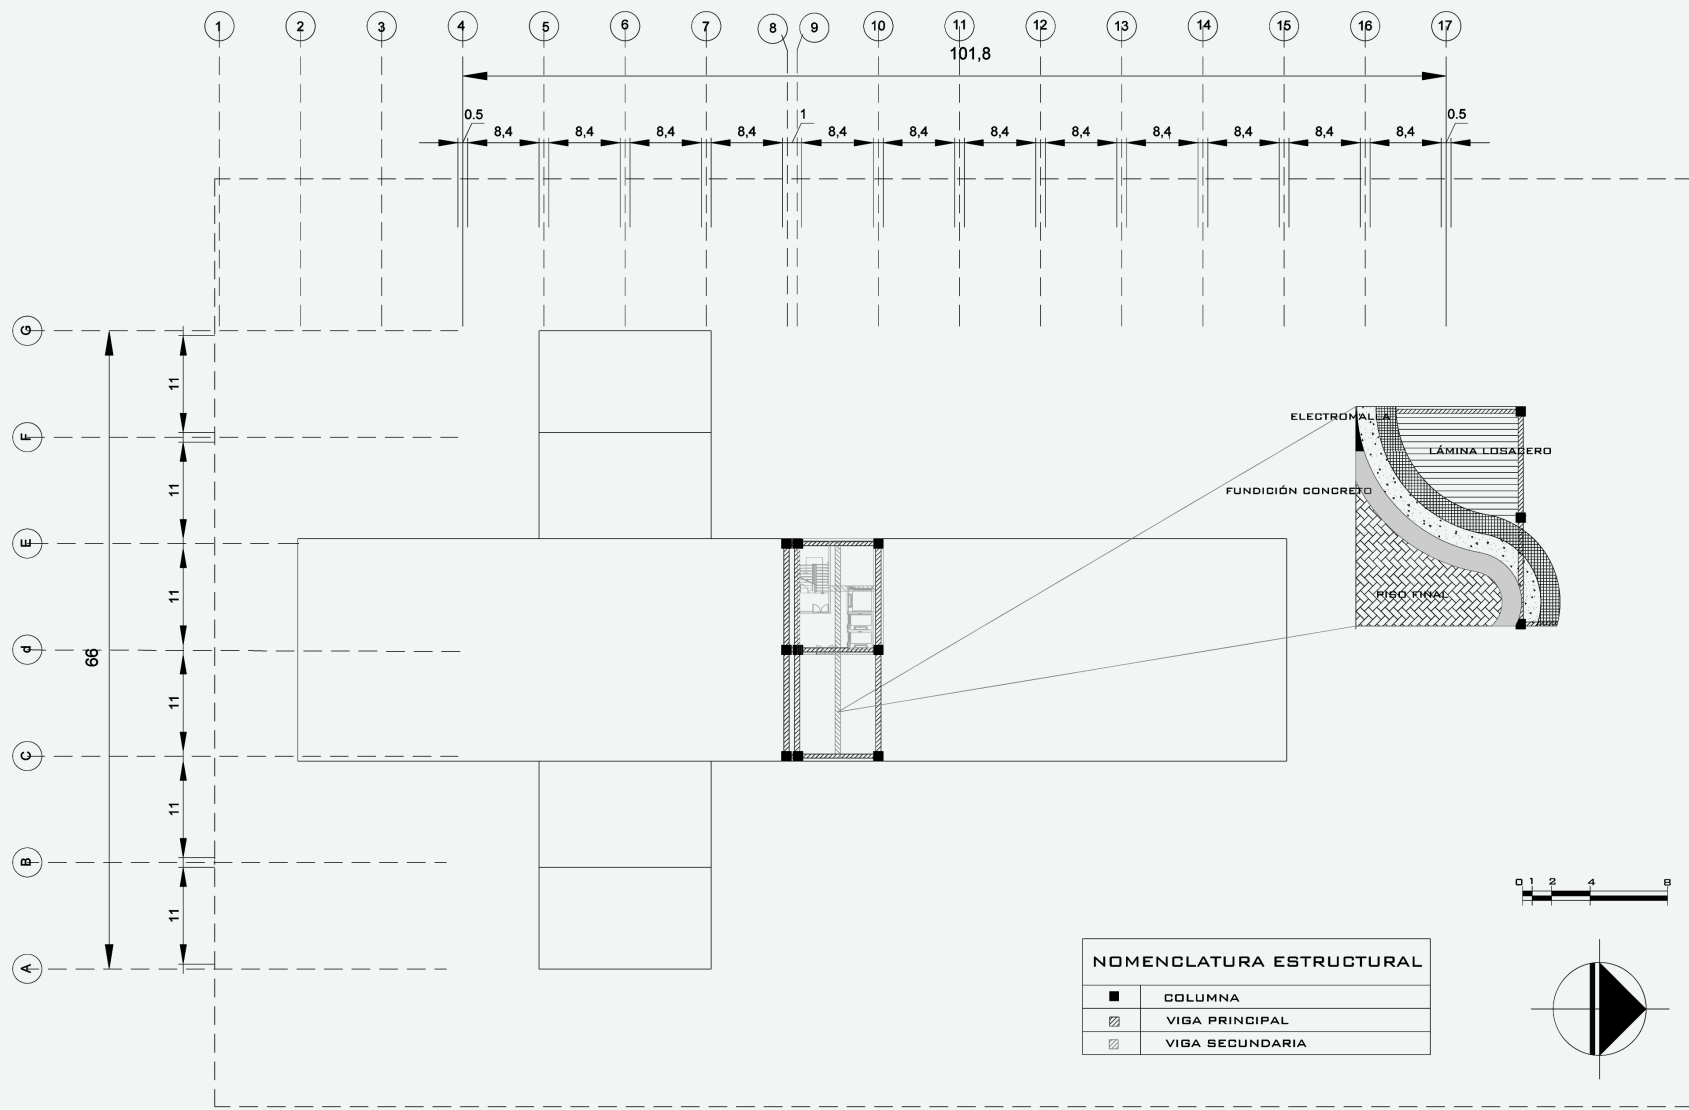 1 2 3 4 5 6 7 8 9 10 11 12 13 14 15 16 17
101,8
0.5 1 0.5
8,4 8,4 8,4 8,4 8,4 8,4 8,4 8,4 8,4 8,4 8,4 8,4
G
11
F
11
E
11
d
66
11
C
11
B
11
A
ELECTROMALLA
LÁMINA LOSACERO
FUNDICIÓN CONCRETO
PISO FINAL
0 1 2 4 8
NOMENCLATURA ESTRUCTURAL
COLUMNA
VIGA PRINCIPAL
VIGA SECUNDARIA